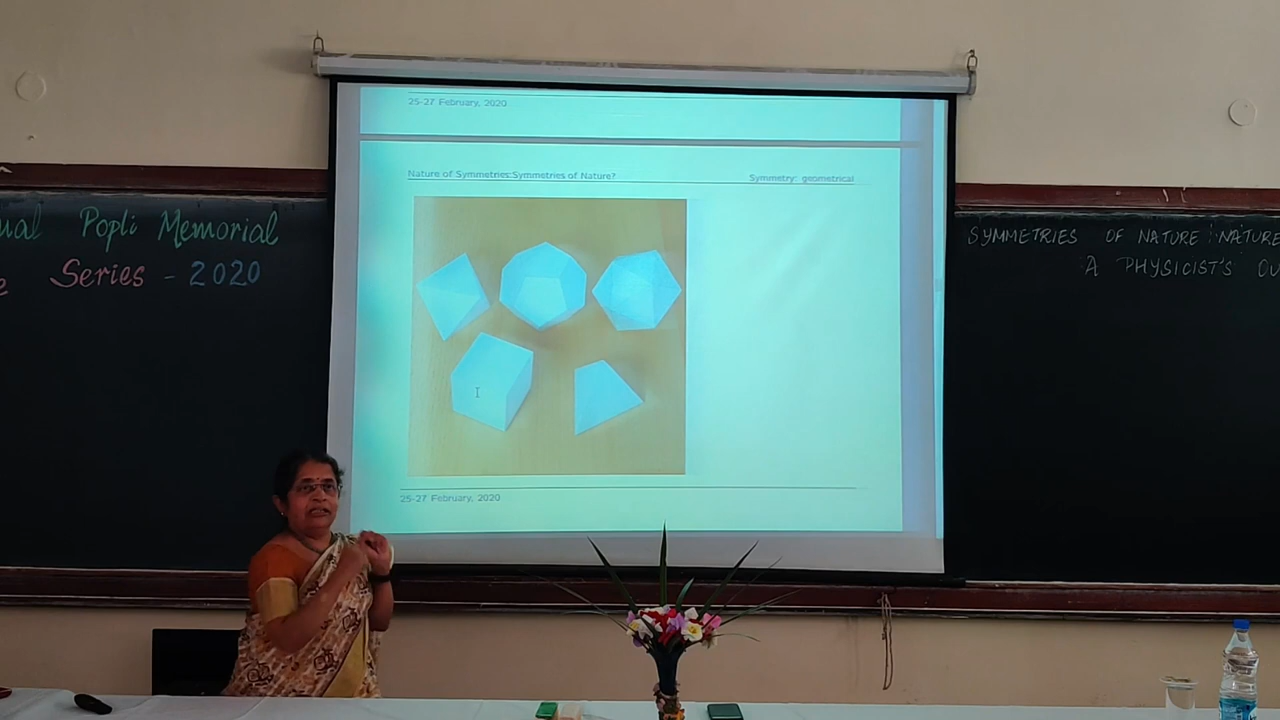 25-27 February, 2020
Nature of Symmetries:Symmetries of Nature?
Symmetry: geometrical
25-27 February, 2020
Popli Memorial
Series - 2020
SYMMETRIES OF NATURE : NATURE
A PHYSICIST'S